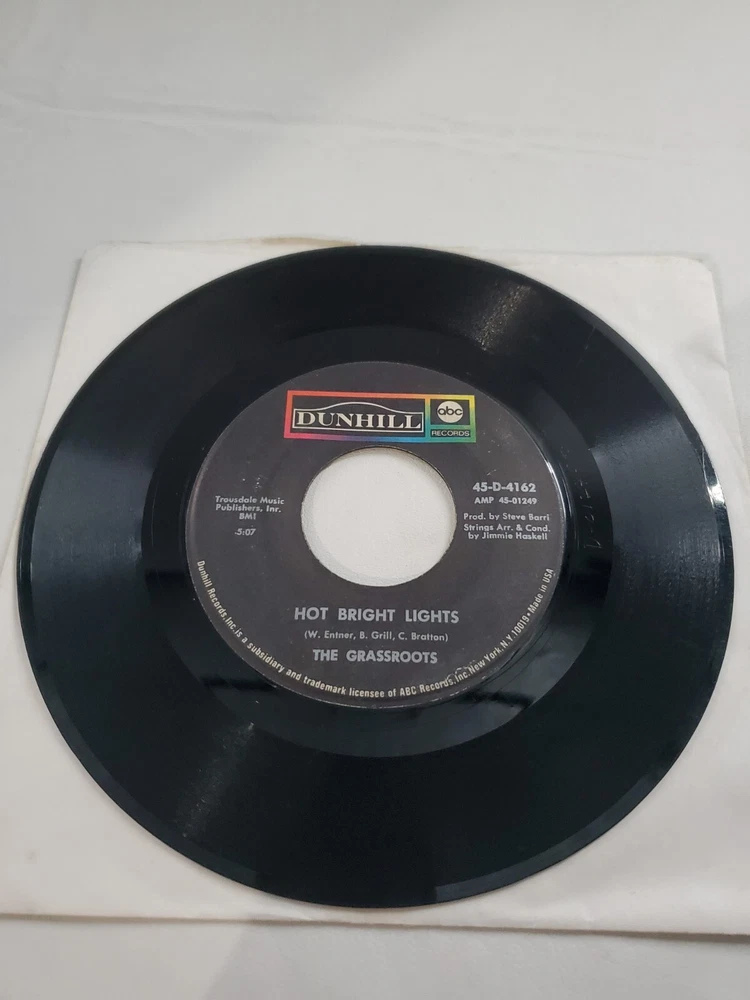 DUNHILL
abc
RECORDS
45-D-4162
AMP 45-01249
Prod. by Steve Barri
Strings Arr. & Cond.
by Jimmie Haskell
Trousdale Music
Publishers, Inc.
BMI
-5:07
HOT BRIGHT LIGHTS
(W. Entner, B. Grill, C. Bratton)
THE GRASSROOTS
Dunhill Records, Inc. is a subsidiary and trademark licensee of ABC Records, Inc. New York, N.Y. 10019 • Made in USA